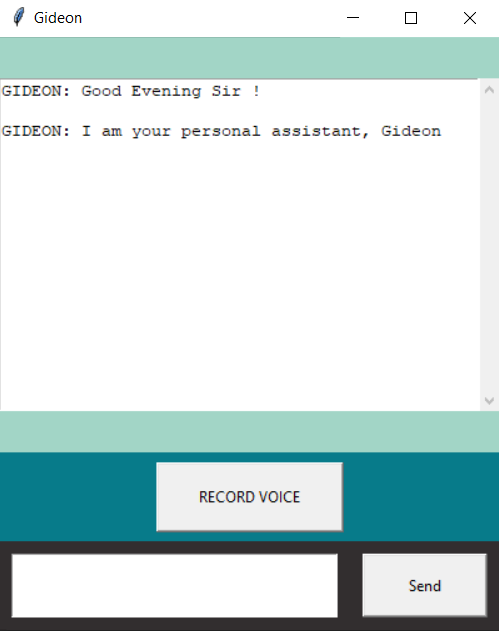 Gideon
GIDEON: Good Evening Sir !
GIDEON: I am your personal assistant, Gideon
RECORD VOICE
Send